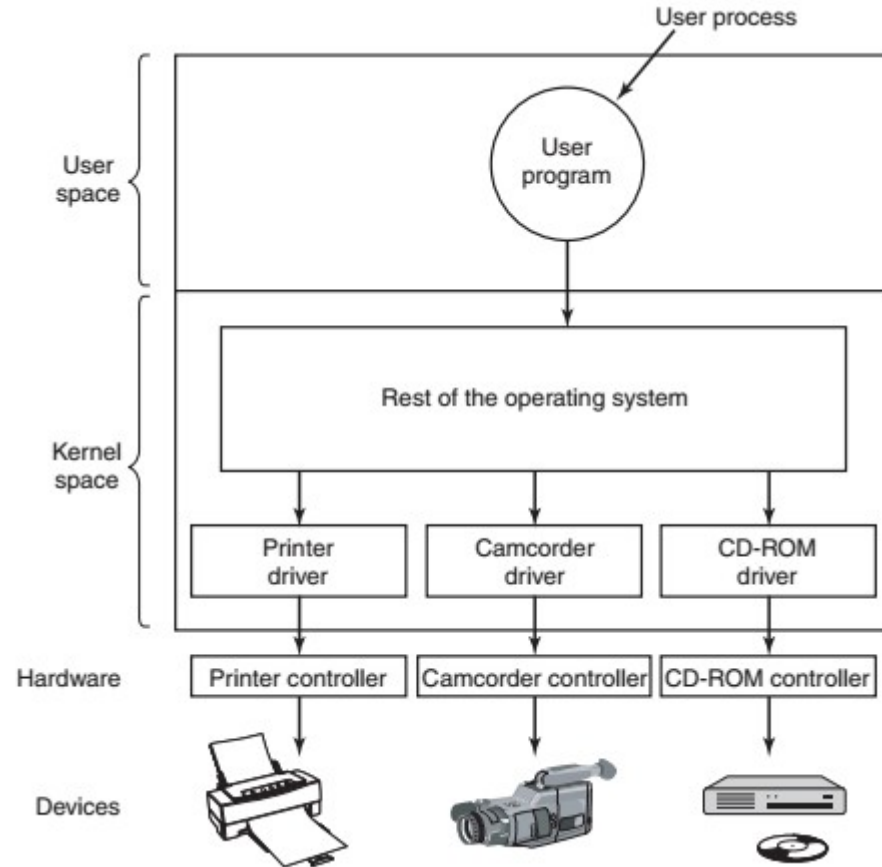 User process
User
space
User
program
Rest of the operating system
Kernel
space
Printer
driver
Camcorder
driver
CD-ROM
driver
Hardware
Printer controller
Camcorder controller
CD-ROM controller
Devices